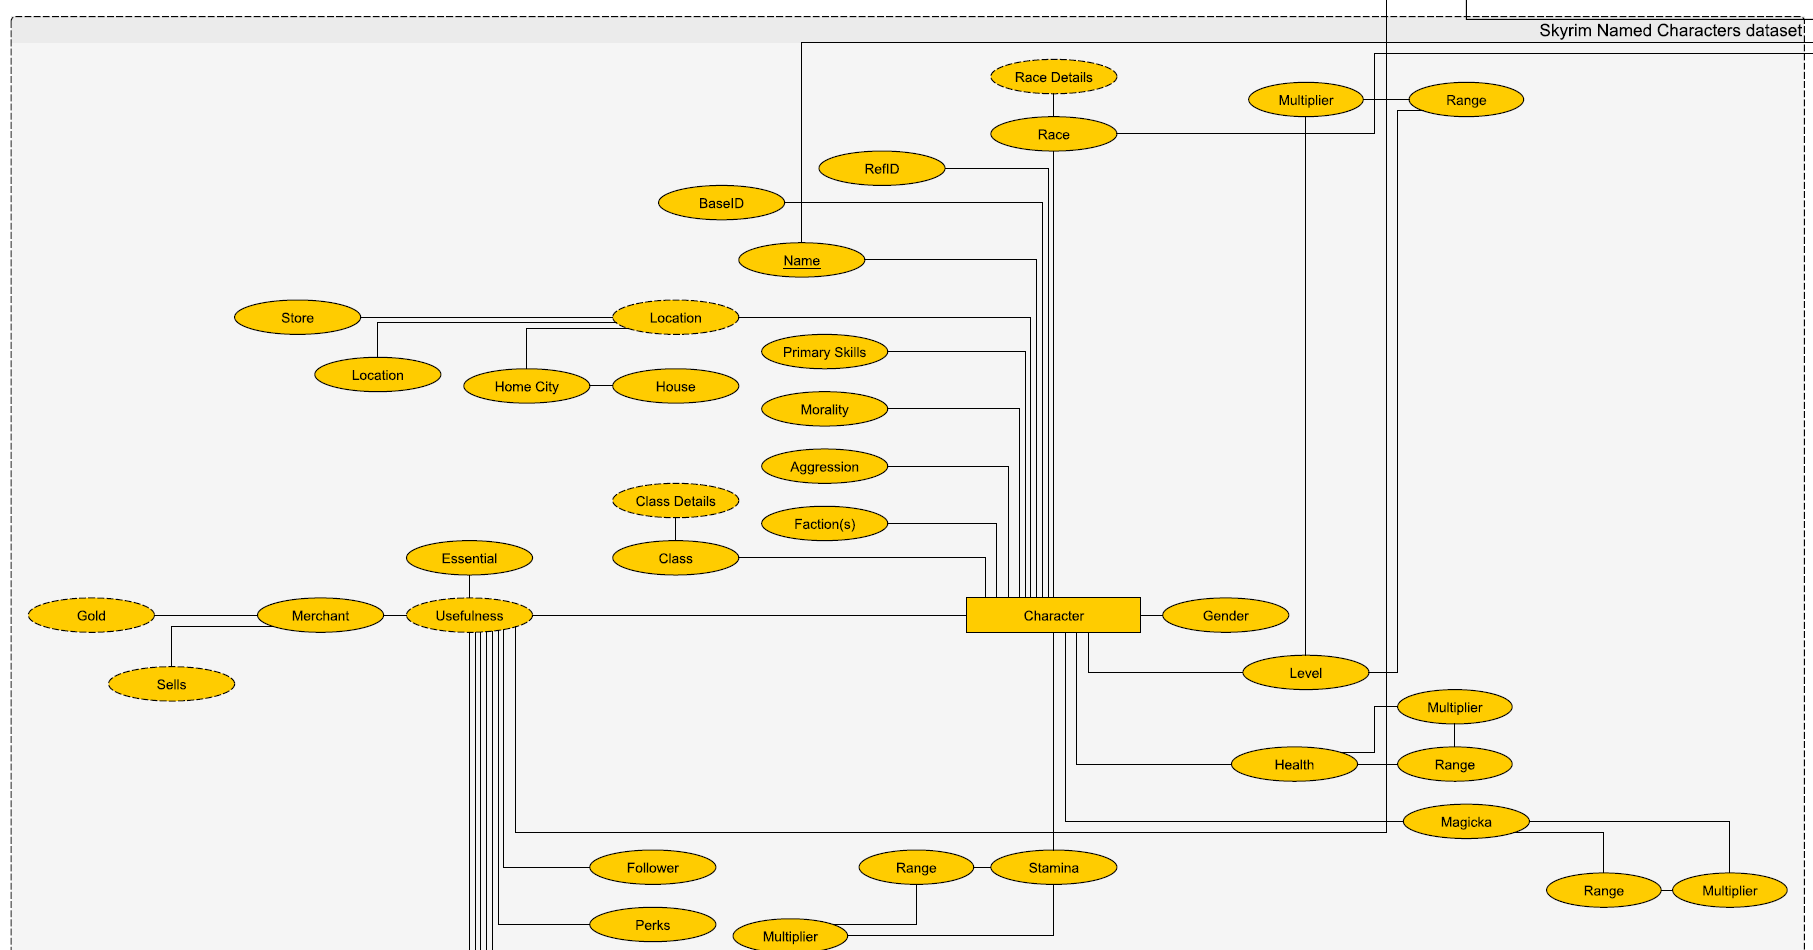 Skyrim Named Characters dataset
Race Details
Multiplier
Range
Race
RefID
BaseID
Name
Store
Location
Primary Skills
Location
Home City
House
Morality
Aggression
Class Details
Faction(s)
Essential
Class
Gold
Merchant
Usefulness
Character
Gender
Level
Sells
Multiplier
Health
Range
Magicka
Follower
Range
Stamina
Range
Multiplier
Perks
Multiplier